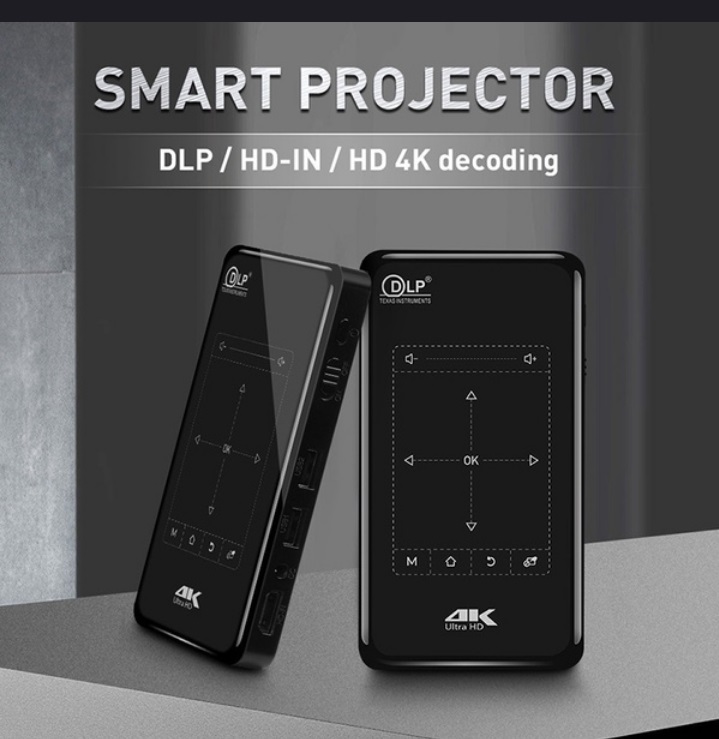 SMART PROJECTOR
DLP / HD-IN / HD 4K decoding
DLP
DLP®
TEXAS INSTRUMENTS
OK
OK
M
M
4K
Ultra HD
4K
Ultra HD